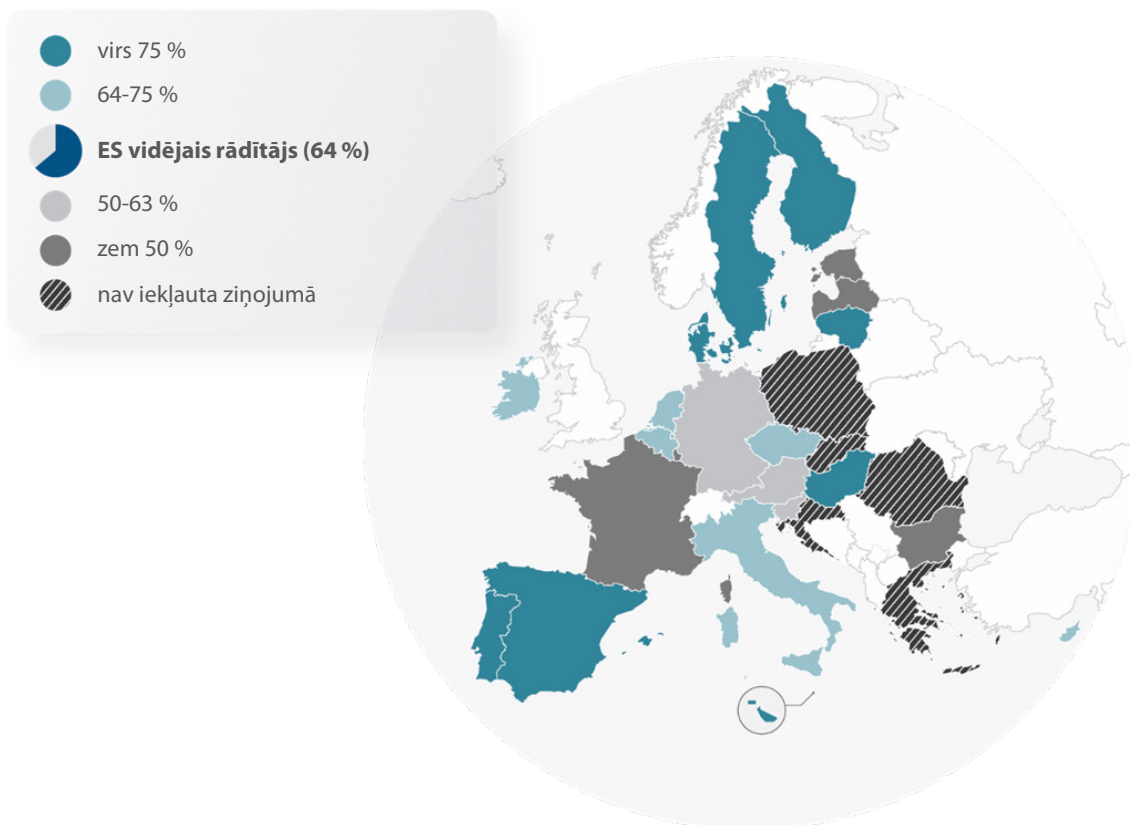 virs 75 %
64-75 %
ES vidējais rādītājs (64 %)
50-63 %
zem 50 %
nav iekļauta ziņojumā